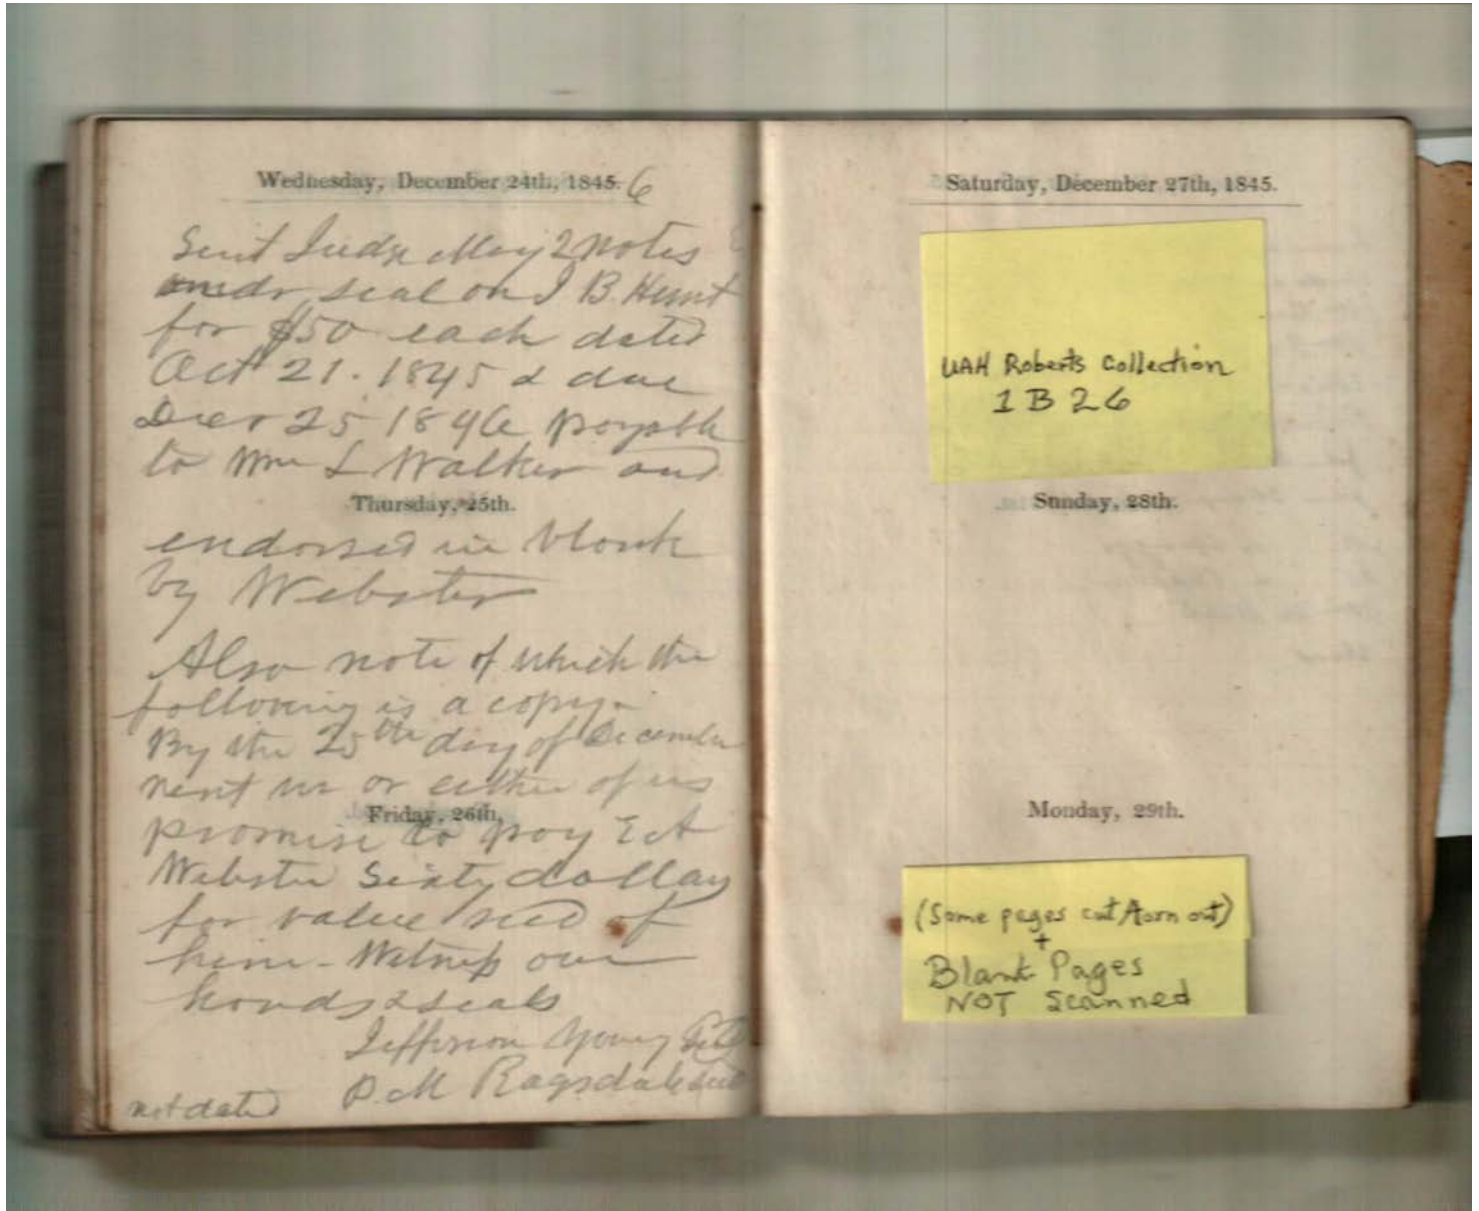 Wednesday, December 24th, 1845. 6
Sent Judge May 2 notes
under seal on J B. Hunt
for $50 each dated
Oct 21. 1845 & due
Decr 25 1846 payable
to Wm L Walker and
Thursday, 25th.
endorsed in blank
by Webster
Also note of which the
following is a copy.
By the 25th day of December
next we or either of us
Friday, 26th,
promise to pay
Webster Sixty dollars
for value recd of
him - Witness our
hands & seals
Jefferson Young Seal
P. M Ragsdale Seal
not dated
Saturday, December 27th, 1845.
UAH Roberts Collection
1 B 26
Sunday, 28th.
Monday, 29th.
(Some pages cut/torn out)
+
Blank Pages
NOT Scanned